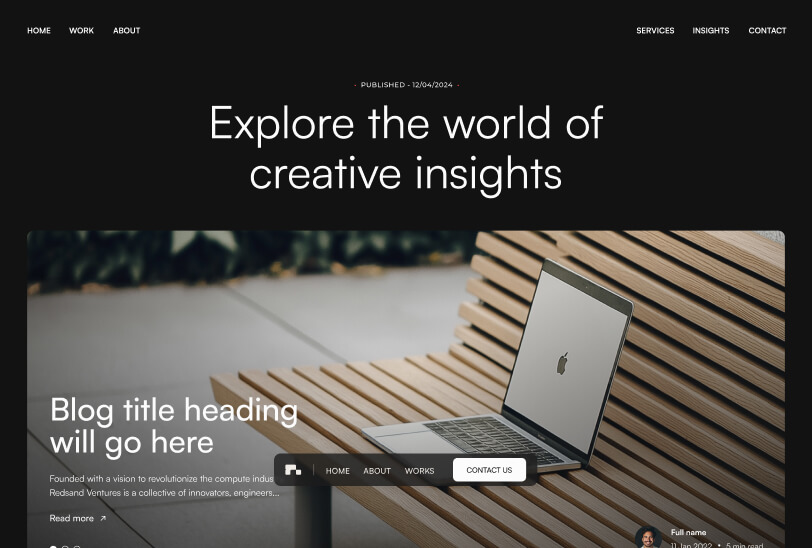 HOME WORK ABOUT SERVICES INSIGHTS CONTACT
- PUBLISHED - 12/04/2024 -
Explore the world of
creative insights
Blog title heading
will go here
Founded with a vision to revolutionize the compute
Redsand Ventures is a collective of innovators, engineers...
HOME ABOUT WORKS CONTACT US
Read more ↗
Full name
11 Jan 2022 • 5 min read